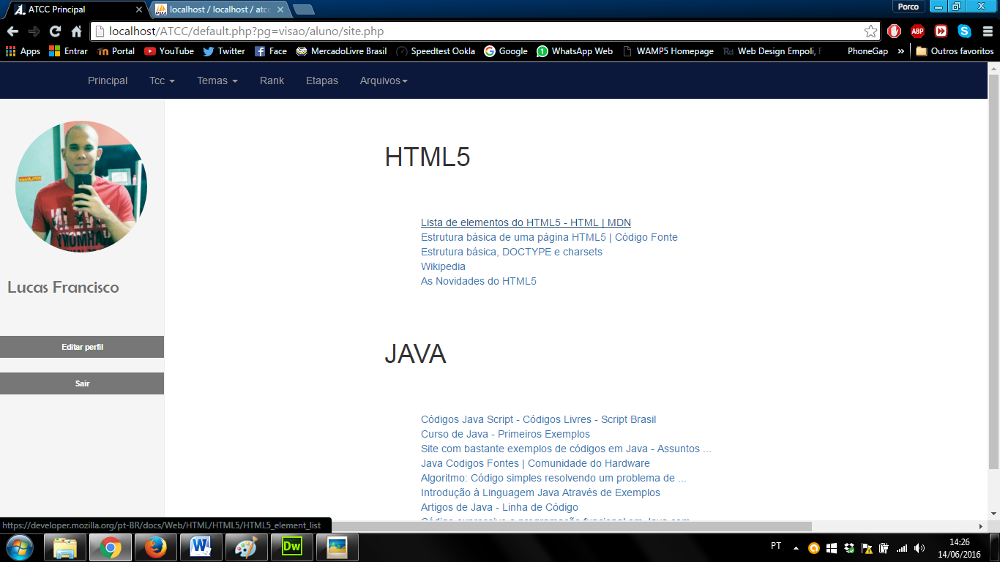 ATCC Principal
localhost / localhost / atcc
Porco
localhost/ATCC/default.php?pg=visao/aluno/site.php
ABP
Apps Entrar Portal YouTube Twitter Face MercadoLivre Brasil Speedtest Ookla Google WhatsApp Web WAMP5 Homepage Rd Web Design Empoli, F PhoneGap » Outros favoritos
Principal Tcc Temas Rank Etapas Arquivos
HTML5
Lista de elementos do HTML5 - HTML | MDN
Estrutura básica de uma página HTML5 | Código Fonte
Estrutura básica, DOCTYPE e charsets
Wikipedia
As Novidades do HTML5
Lucas Francisco
Editar perfil
Sair
JAVA
Códigos Java Script - Códigos Livres - Script Brasil
Curso de Java - Primeiros Exemplos
Site com bastante exemplos de códigos em Java - Assuntos ...
Java Codigos Fontes | Comunidade do Hardware
Algoritmo: Código simples resolvendo um problema de ...
Introdução à Linguagem Java Através de Exemplos
Artigos de Java - Linha de Código
https://developer.mozilla.org/pt-BR/docs/Web/HTML/HTML5/HTML5_element_list
Dw
PT
14:26
14/06/2016